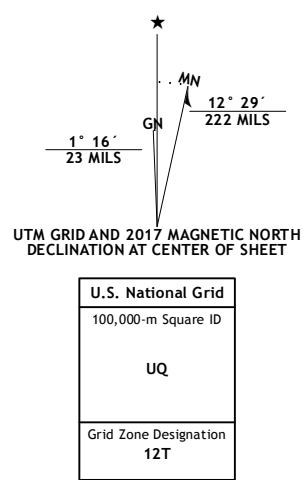 ★
MN
GN
12° 29´
222 MILS
1° 16´
23 MILS
UTM GRID AND 2017 MAGNETIC NORTH
DECLINATION AT CENTER OF SHEET
U.S. National Grid
100,000-m Square ID
UQ
Grid Zone Designation
12T